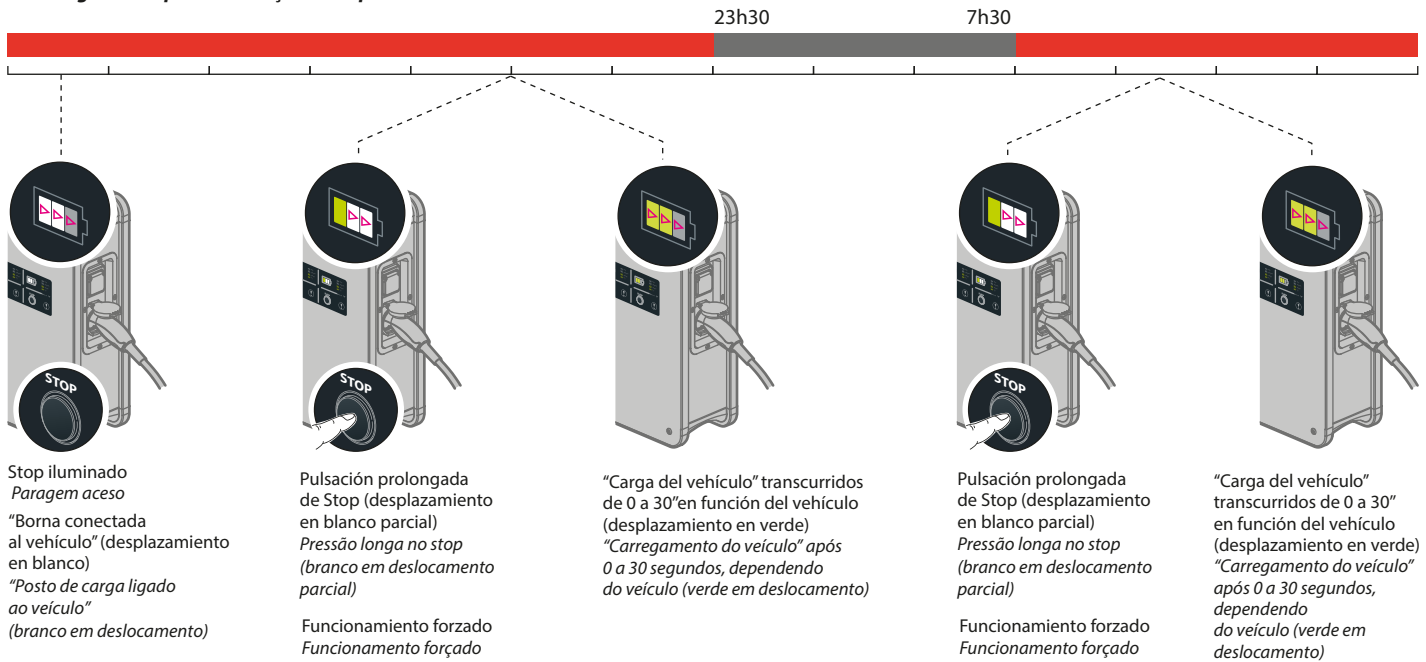 23h30
7h30
STOP
STOP
STOP
Stop iluminado
Paragem aceso
“Borna conectada
al vehículo” (desplazamiento
en blanco)
“Posto de carga ligado
ao veículo”
(branco em deslocamento)
Pulsación prolongada
de Stop (desplazamiento
en blanco parcial)
Pressão longa no stop
(branco em deslocamento
parcial)
Funcionamiento forzado
Funcionamento forçado
“Carga del vehículo” transcurridos
de 0 a 30”en función del vehículo
(desplazamiento en verde)
“Carregamento do veículo” após
0 a 30 segundos, dependendo
do veículo (verde em deslocamento)
Pulsación prolongada
de Stop (desplazamiento
en blanco parcial)
Pressão longa no stop
(branco em deslocamento
parcial)
Funcionamiento forzado
Funcionamento forçado
“Carga del vehículo”
transcurridos de 0 a 30”
en función del vehículo
(desplazamiento en verde)
“Carregamento do veículo”
após 0 a 30 segundos,
dependendo
do veículo (verde em
deslocamento)